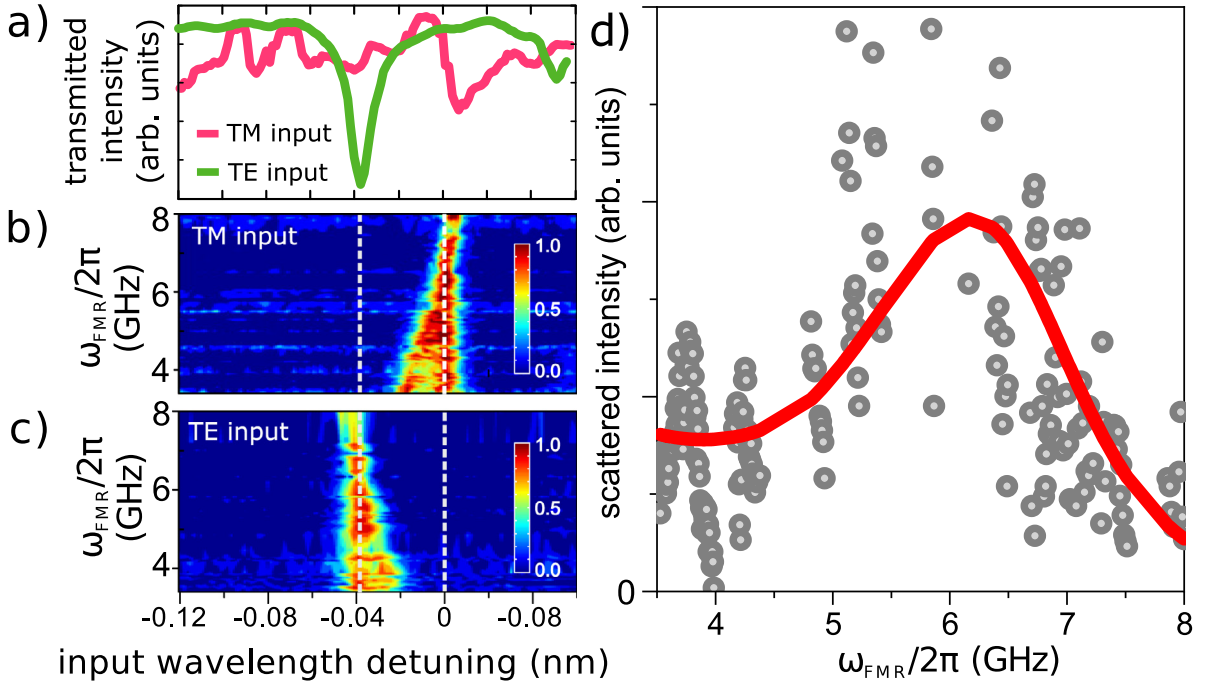 a)
transmitted
intensity
(arb. units)
TM input
TE input
b)
ω_FMR/2π
(GHz)
8
6
4
TM input
1.0
0.5
0.0
c)
ω_FMR/2π
(GHz)
8
6
4
TE input
1.0
0.5
0.0
-0.12
-0.08
-0.04
0
-0.08
input wavelength detuning (nm)
d)
scattered intensity (arb. units)
0
4
5
6
7
8
ω_FMR/2π (GHz)